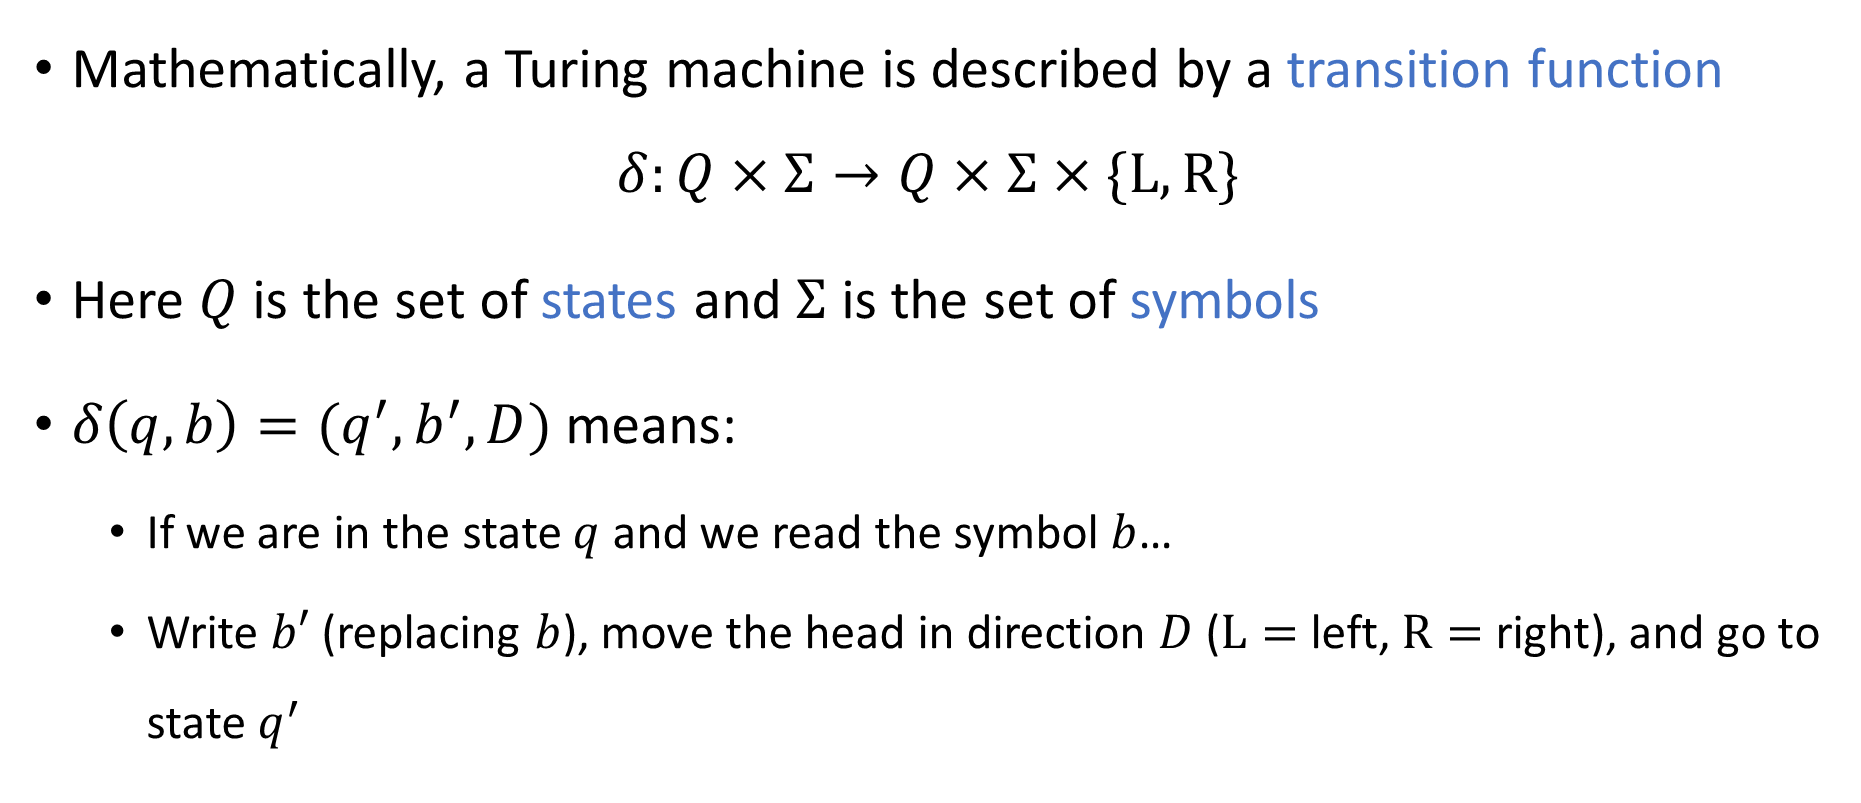 • Mathematically, a Turing machine is described by a transition function
𝛿: 𝑄 × Σ → 𝑄 × Σ × {L, R}
• Here 𝑄 is the set of states and Σ is the set of symbols
• 𝛿(𝑞, 𝑏) = (𝑞′, 𝑏′, 𝐷) means:
• If we are in the state 𝑞 and we read the symbol 𝑏…
• Write 𝑏′ (replacing 𝑏), move the head in direction 𝐷 (L = left, R = right), and go to
state 𝑞′